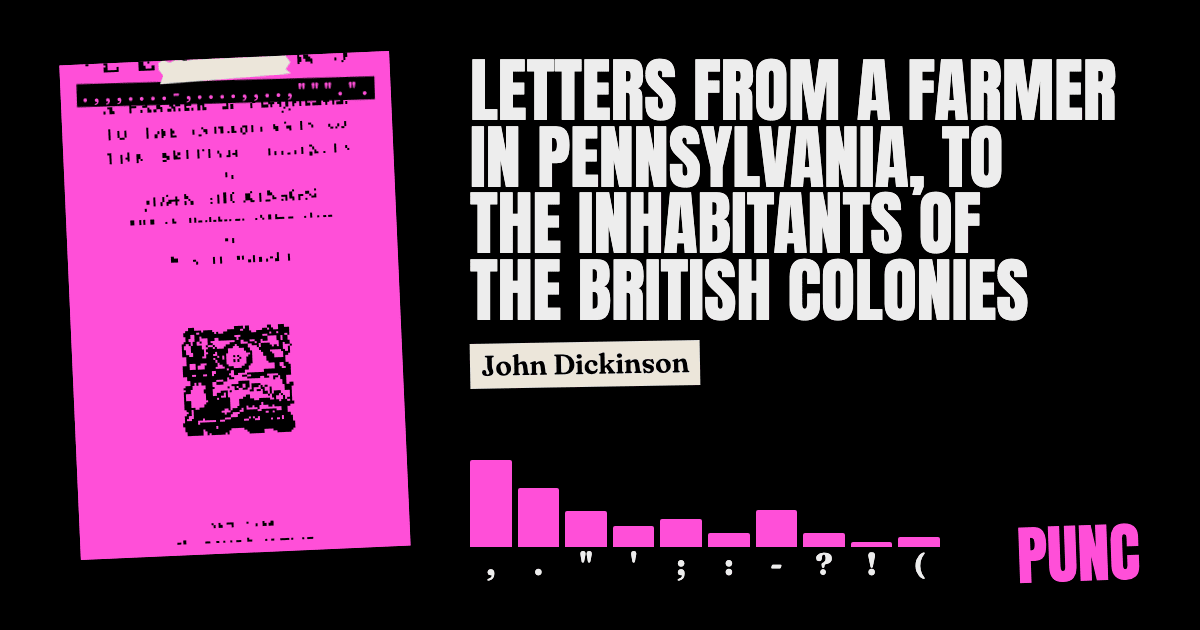 LETTERS FROM A FARMER
IN PENNSYLVANIA, TO
THE INHABITANTS OF
THE BRITISH COLONIES
John Dickinson
, . " ' ; : - ? ! (
PUNC